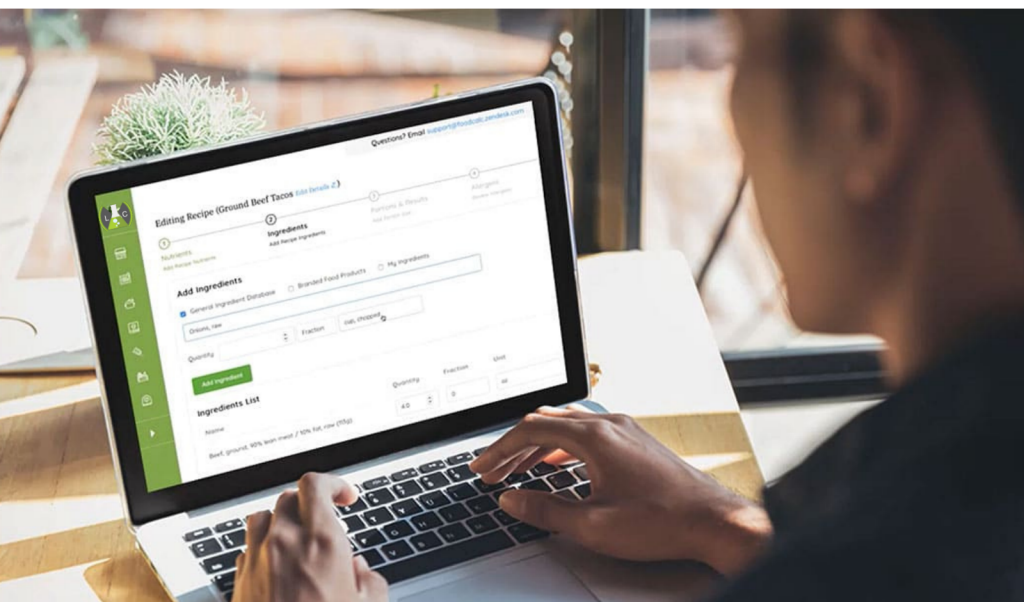 Questions? Email support@foodcalc.zendesk.com
Editing Recipe (Ground Beef Tacos Edit Details)
1
2
3
4
Nutrients
Add Recipe Nutrients
Ingredients
Add Recipe Ingredients
Portions & Results
Allergens
Add Ingredients
General Ingredient Database
Branded Food Products
My Ingredients
Onions, raw
Quantity
Fraction
cup, chopped
Add Ingredient
Ingredients List
Name
Quantity
Fraction
Unit
Beef, ground, 90% lean meat / 10% fat, raw
4.0
0
oz